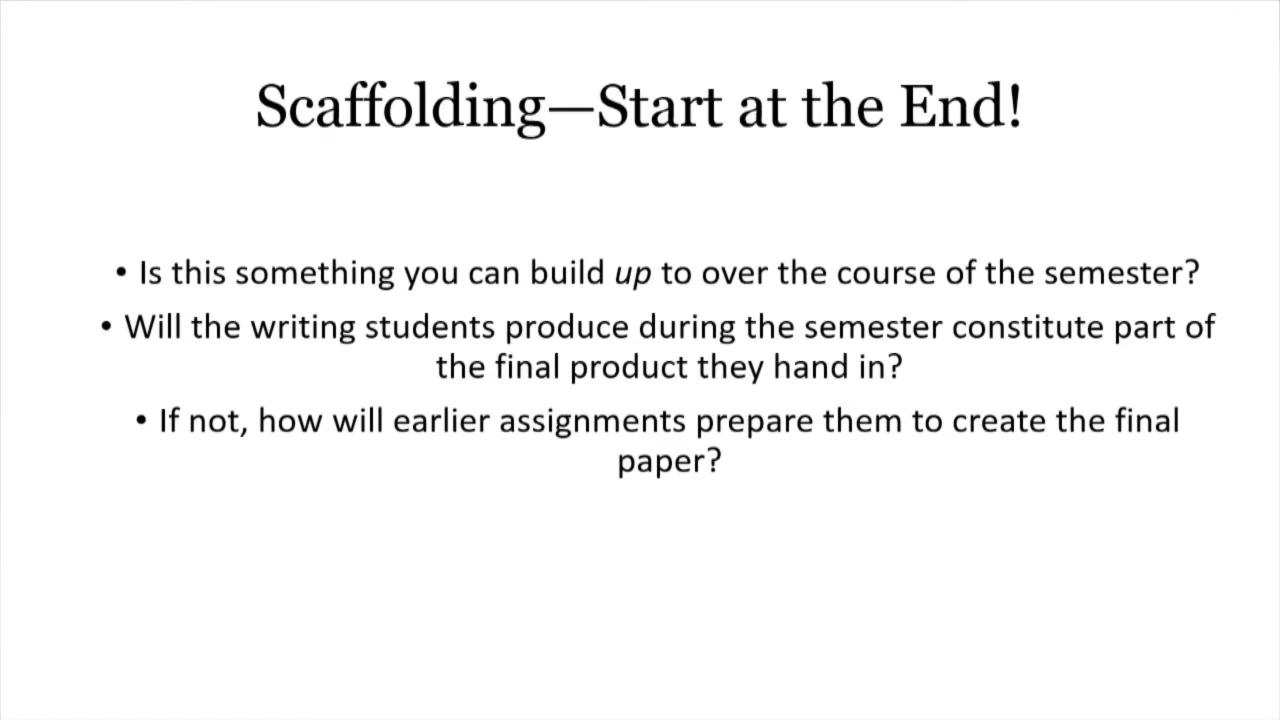 Scaffolding—Start at the End!
• Is this something you can build up to over the course of the semester?
• Will the writing students produce during the semester constitute part of
the final product they hand in?
• If not, how will earlier assignments prepare them to create the final
paper?